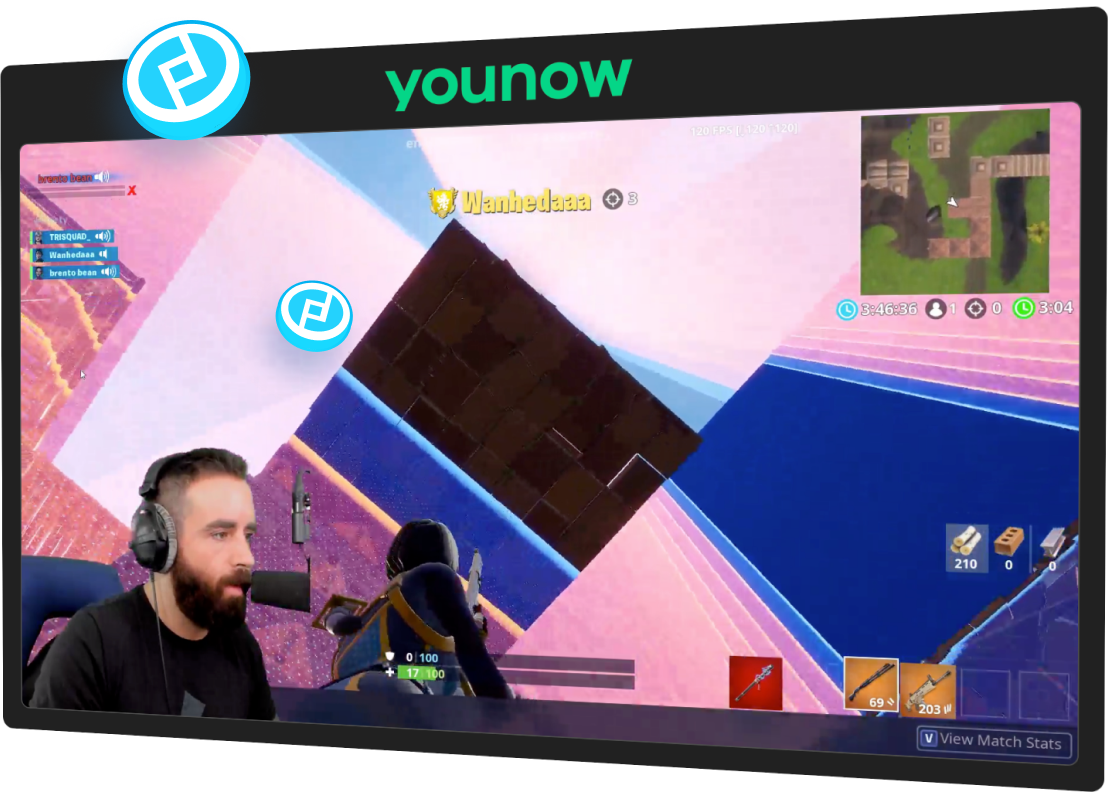 younow
120 FPS [ 120 : 120]
brento bean
X
Wanhedaaa 3
TRISQUAD_
Wanhedaaa
brento bean
3:46:36 1 0 3:04
210 0 0
0 | 100
17 | 100
69
203
V View Match Stats